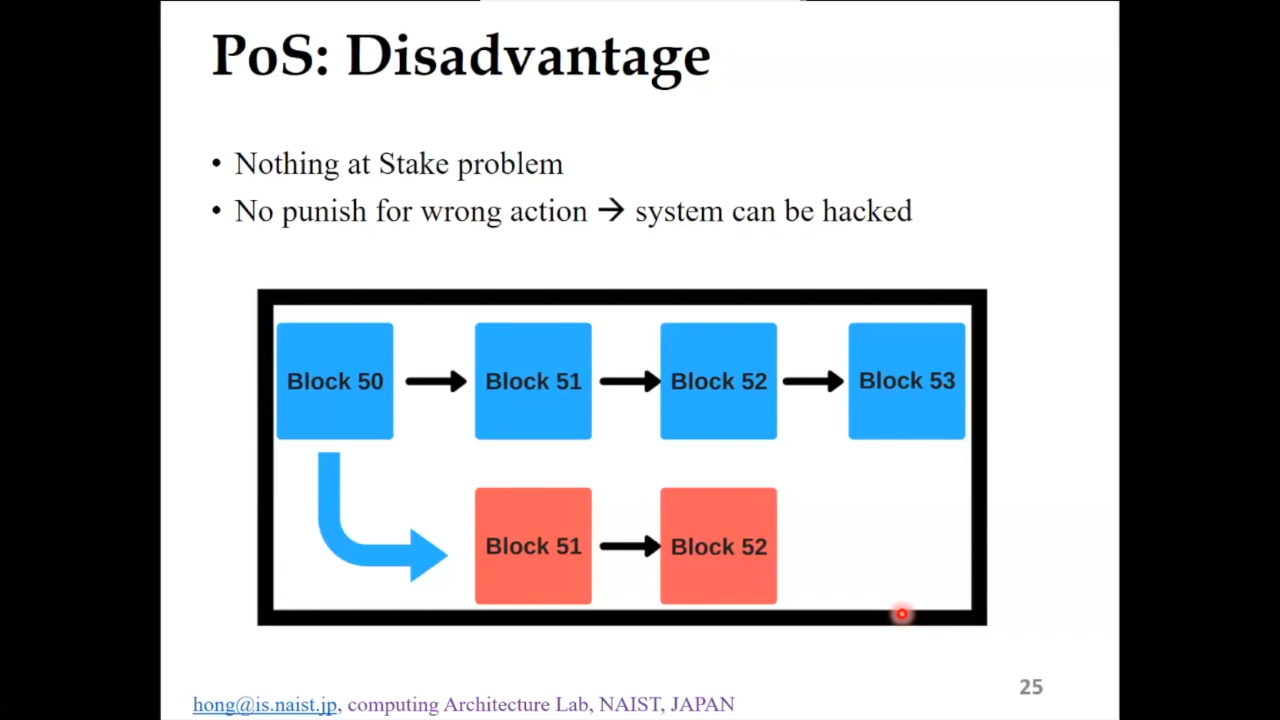 PoS: Disadvantage
• Nothing at Stake problem
• No punish for wrong action → system can be hacked
Block 50
Block 51
Block 52
Block 53
Block 51
Block 52
25
hong@is.naist.jp, computing Architecture Lab, NAIST, JAPAN